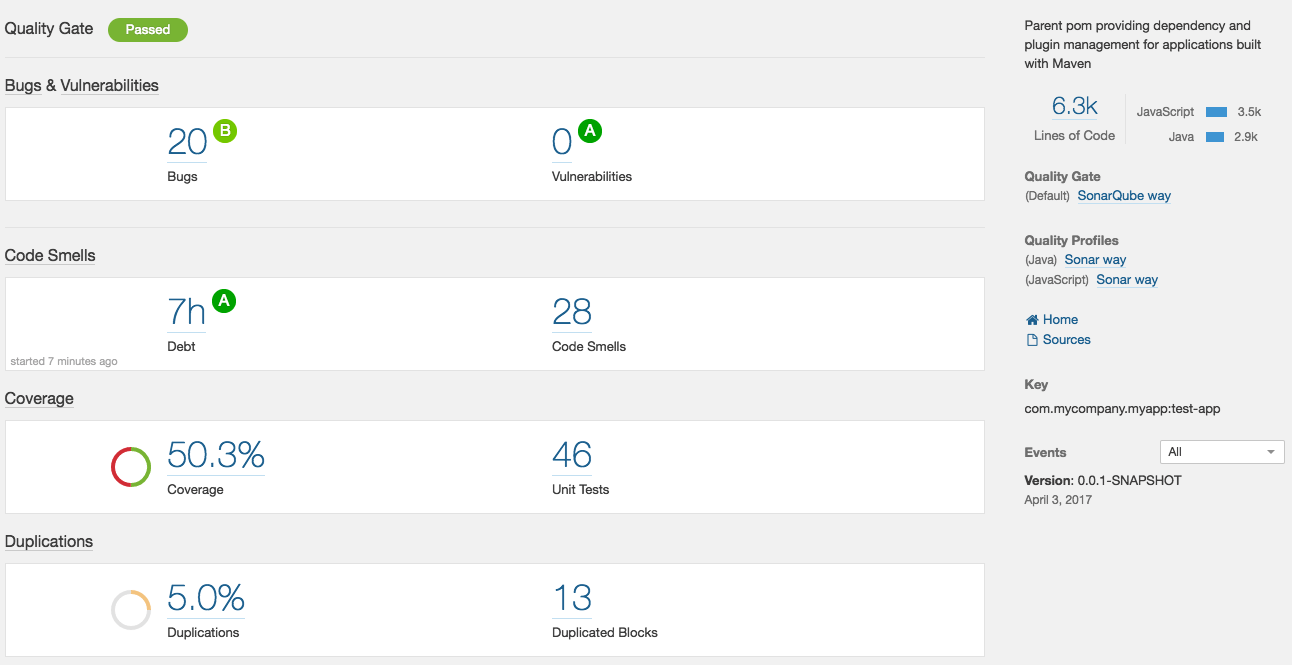 Quality Gate Passed
Bugs & Vulnerabilities
20 B
Bugs
0 A
Vulnerabilities
Code Smells
7h A
Debt
28
Code Smells
started 7 minutes ago
Coverage
50.3%
Coverage
46
Unit Tests
Duplications
5.0%
Duplications
13
Duplicated Blocks
Parent pom providing dependency and
plugin management for applications built
with Maven
6.3k
Lines of Code
JavaScript 3.5k
Java 2.9k
Quality Gate
(Default) SonarQube way
Quality Profiles
(Java) Sonar way
(JavaScript) Sonar way
Home
Sources
Key
com.mycompany.myapp:test-app
Events All
Version: 0.0.1-SNAPSHOT
April 3, 2017